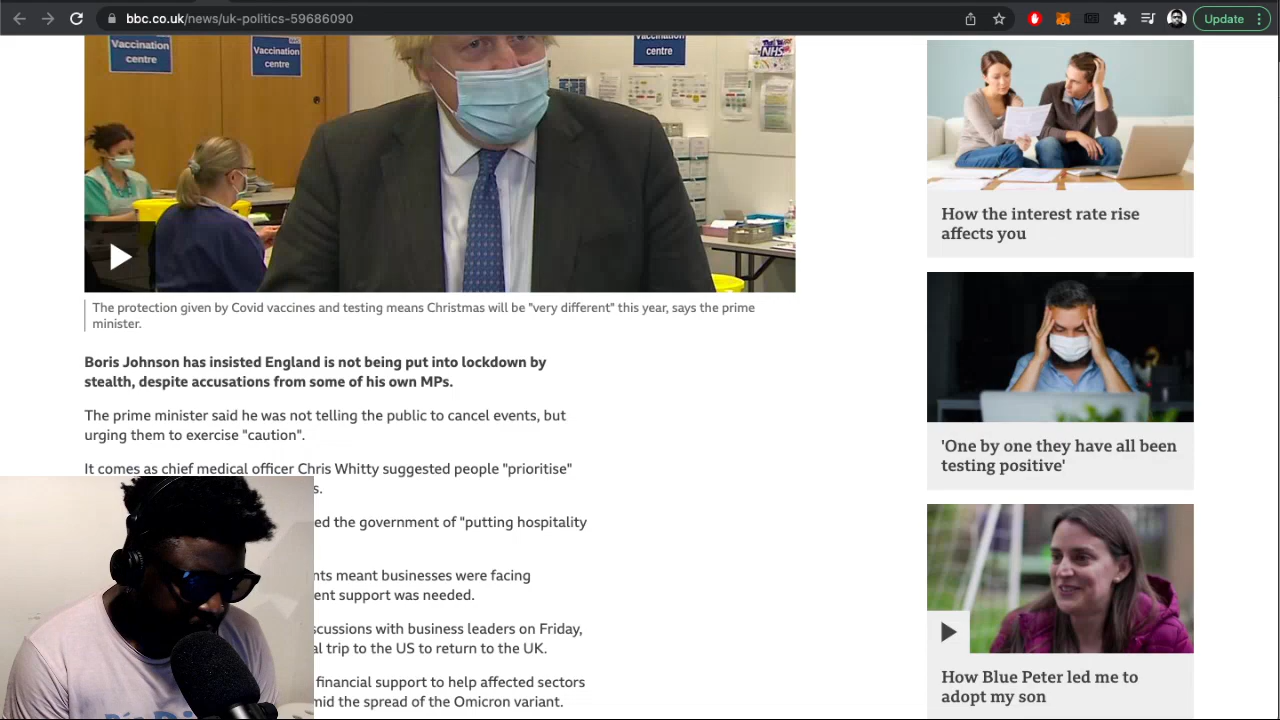 bbc.co.uk/news/uk-politics-59686090
Update
Vaccination
centre
Vaccination
centre
centre
NHS
The protection given by Covid vaccines and testing means Christmas will be "very different" this year, says the prime
minister.
Boris Johnson has insisted England is not being put into lockdown by
stealth, despite accusations from some of his own MPs.
The prime minister said he was not telling the public to cancel events, but
urging them to exercise "caution".
It comes as chief medical officer Chris Whitty suggested people "prioritise"
s.
ed the government of "putting hospitality
nts meant businesses were facing
ent support was needed.
scussions with business leaders on Friday,
al trip to the US to return to the UK.
financial support to help affected sectors
mid the spread of the Omicron variant.
How the interest rate rise
affects you
'One by one they have all been
testing positive'
How Blue Peter led me to
adopt my son